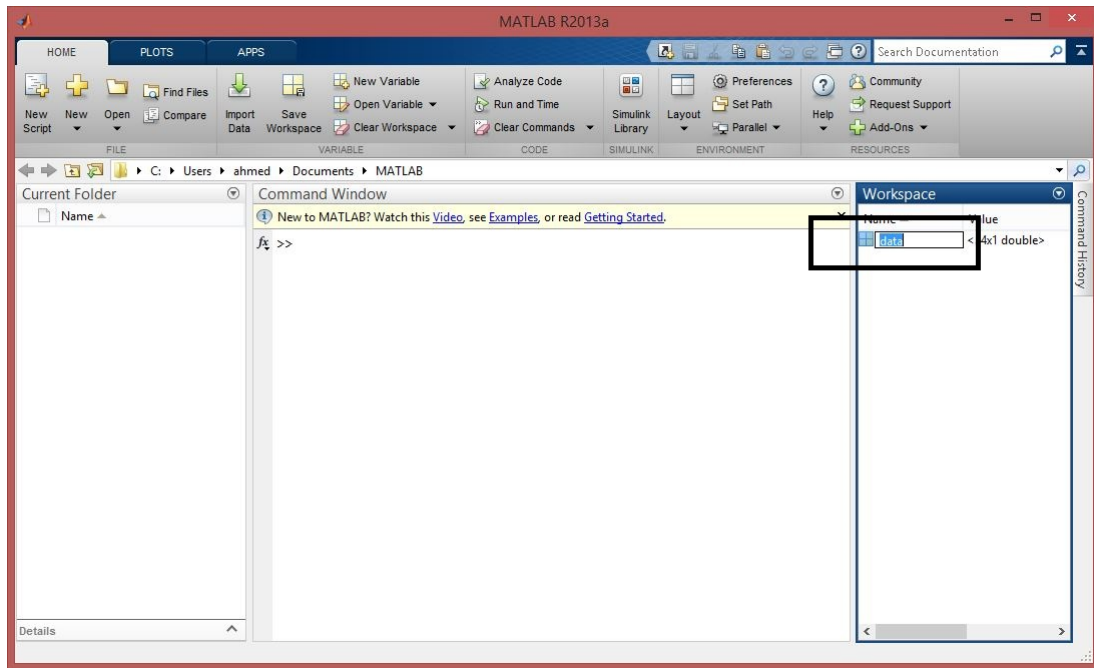 MATLAB R2013a
HOME PLOTS APPS
Search Documentation
New Script
New
Open
Find Files
Compare
Import Data
Save Workspace
New Variable
Open Variable
Clear Workspace
Analyze Code
Run and Time
Clear Commands
Simulink Library
Layout
Preferences
Set Path
Parallel
Help
Community
Request Support
Add-Ons
FILE VARIABLE CODE SIMULINK ENVIRONMENT RESOURCES
C: Users ahmed Documents MATLAB
Current Folder
Name
Command Window
New to MATLAB? Watch this Video, see Examples, or read Getting Started.
fx >>
Workspace
Name Value
data 4x1 double>
Command History
Details